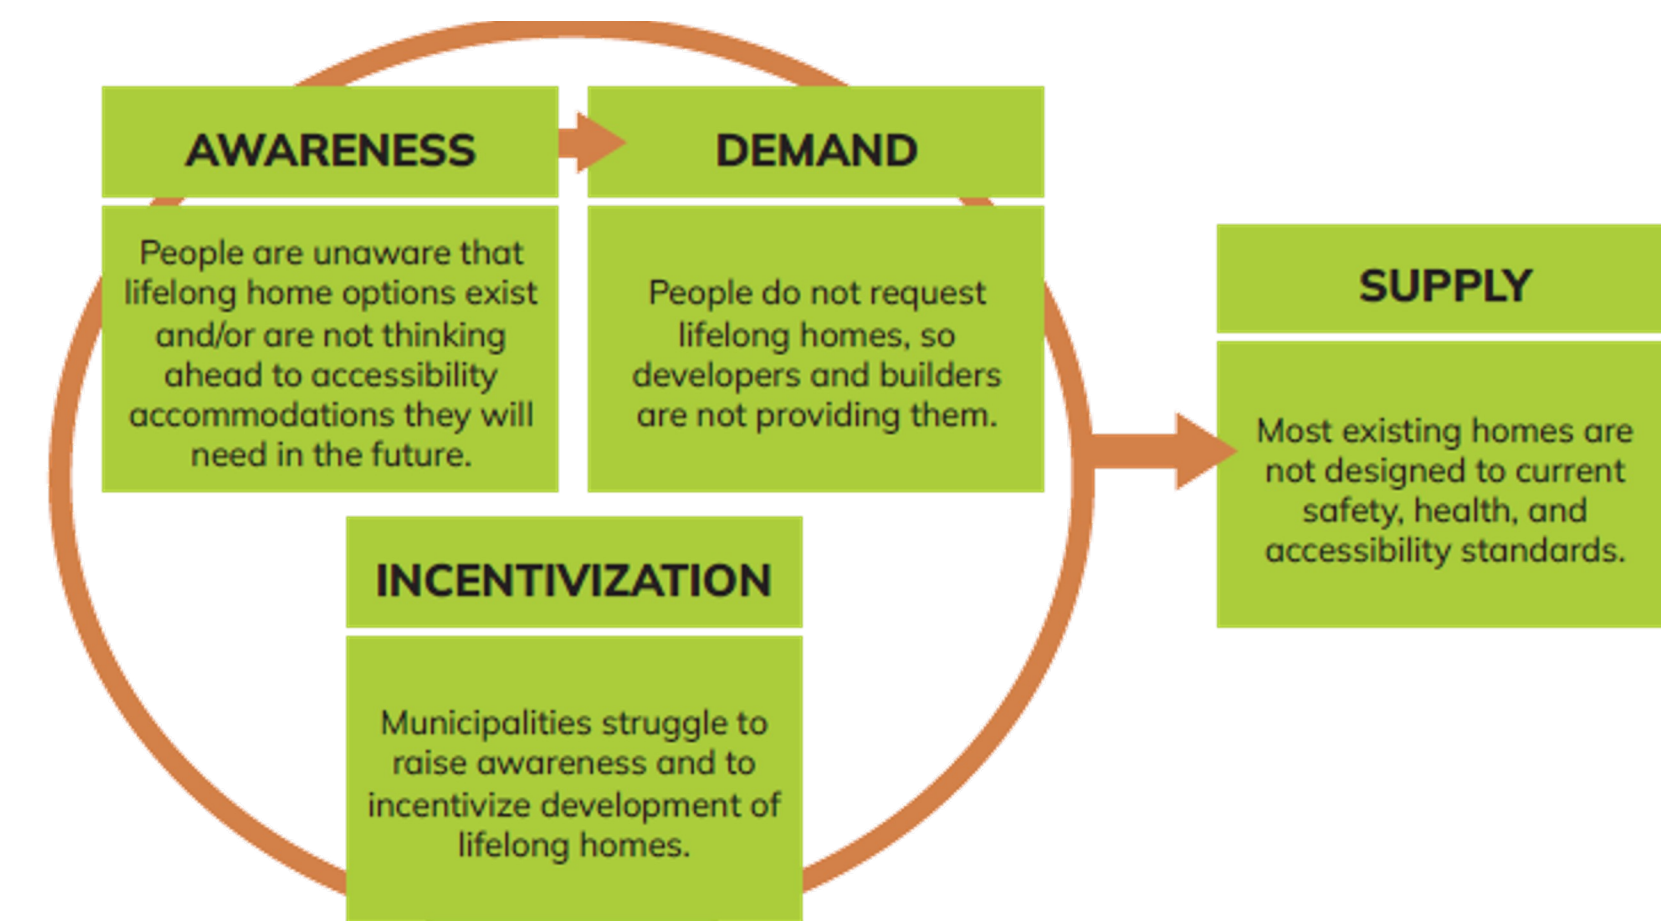 AWARENESS
People are unaware that
lifelong home options exist
and/or are not thinking
ahead to accessibility
accommodations they will
need in the future.
DEMAND
People do not request
lifelong homes, so
developers and builders
are not providing them.
INCENTIVIZATION
Municipalities struggle to
raise awareness and to
incentivize development of
lifelong homes.
SUPPLY
Most existing homes are
not designed to current
safety, health, and
accessibility standards.